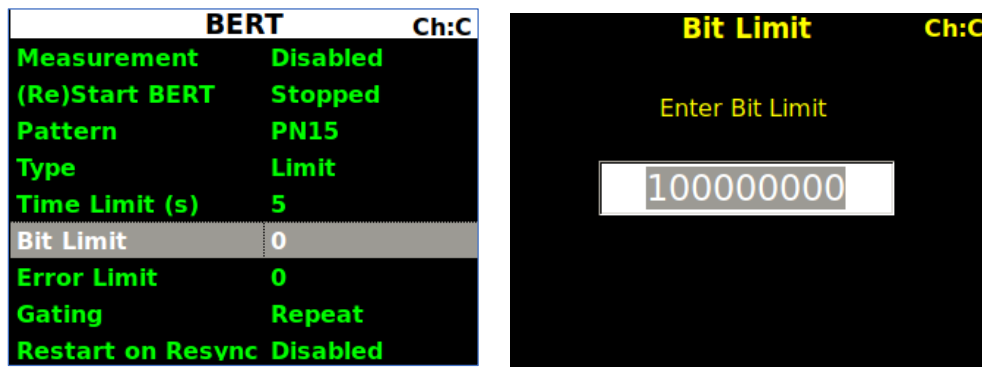 BERT Ch:C
Measurement Disabled
(Re)Start BERT Stopped
Pattern PN15
Type Limit
Time Limit (s) 5
Bit Limit 0
Error Limit 0
Gating Repeat
Restart on Resync Disabled
Bit Limit Ch:C
Enter Bit Limit
100000000